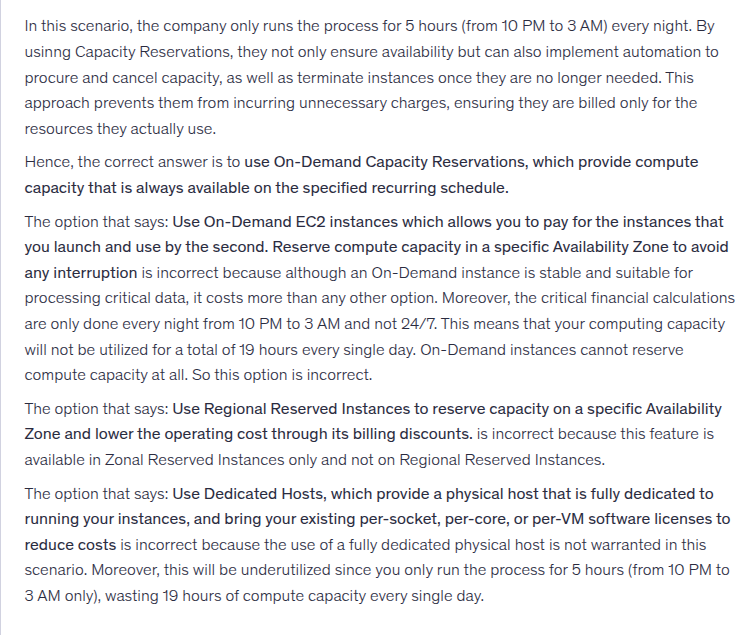 In this scenario, the company only runs the process for 5 hours (from 10 PM to 3 AM) every night. By
usinng Capacity Reservations, they not only ensure availability but can also implement automation to
procure and cancel capacity, as well as terminate instances once they are no longer needed. This
approach prevents them from incurring unnecessary charges, ensuring they are billed only for the
resources they actually use.
Hence, the correct answer is to use On-Demand Capacity Reservations, which provide compute
capacity that is always available on the specified recurring schedule.
The option that says: Use On-Demand EC2 instances which allows you to pay for the instances that
you launch and use by the second. Reserve compute capacity in a specific Availability Zone to avoid
any interruption is incorrect because although an On-Demand instance is stable and suitable for
processing critical data, it costs more than any other option. Moreover, the critical financial calculations
are only done every night from 10 PM to 3 AM and not 24/7. This means that your computing capacity
will not be utilized for a total of 19 hours every single day. On-Demand instances cannot reserve
compute capacity at all. So this option is incorrect.
The option that says: Use Regional Reserved Instances to reserve capacity on a specific Availability
Zone and lower the operating cost through its billing discounts. is incorrect because this feature is
available in Zonal Reserved Instances only and not on Regional Reserved Instances.
The option that says: Use Dedicated Hosts, which provide a physical host that is fully dedicated to
running your instances, and bring your existing per-socket, per-core, or per-VM software licenses to
reduce costs is incorrect because the use of a fully dedicated physical host is not warranted in this
scenario. Moreover, this will be underutilized since you only run the process for 5 hours (from 10 PM to
3 AM only), wasting 19 hours of compute capacity every single day.